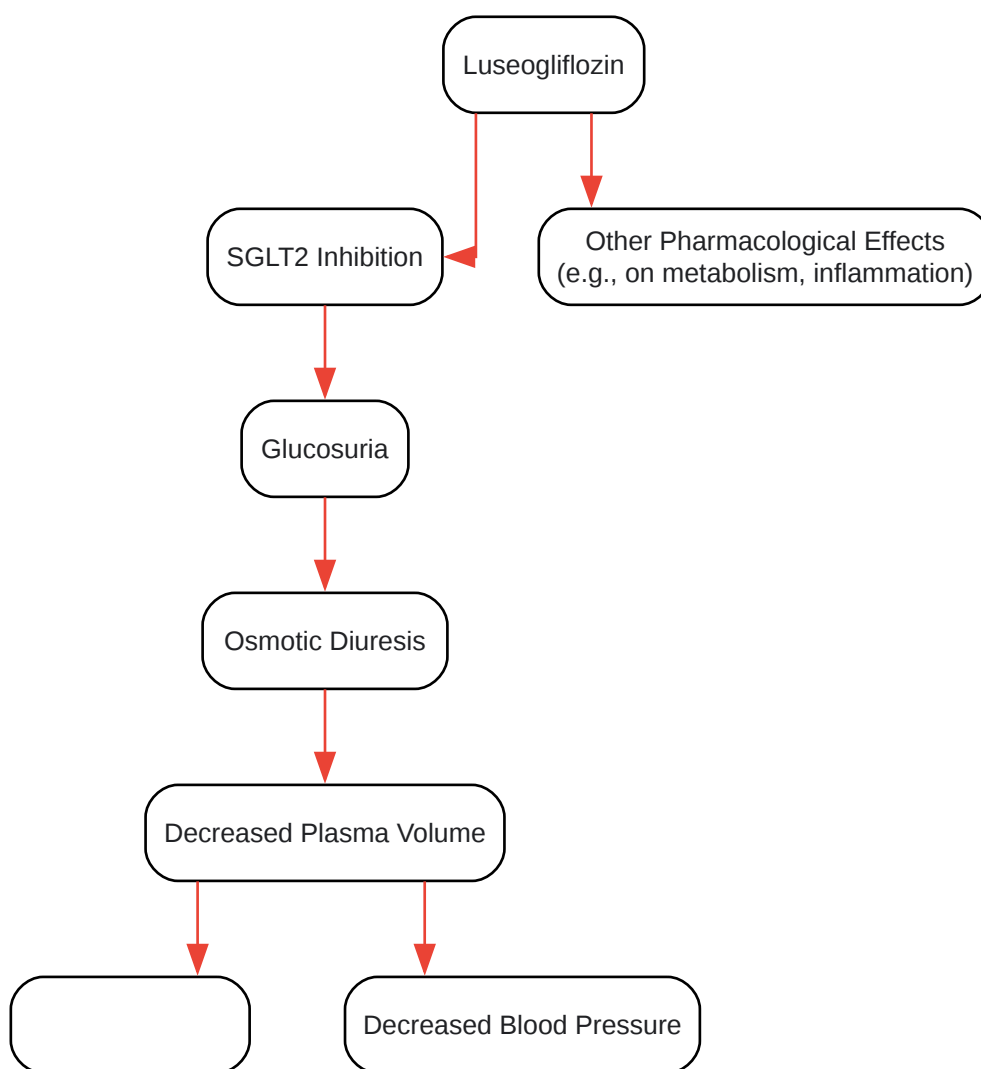 Luseogliflozin
SGLT2 Inhibition
Other Pharmacological Effects
(e.g., on metabolism, inflammation)
Glucosuria
Osmotic Diuresis
Decreased Plasma Volume
Decreased Blood Pressure